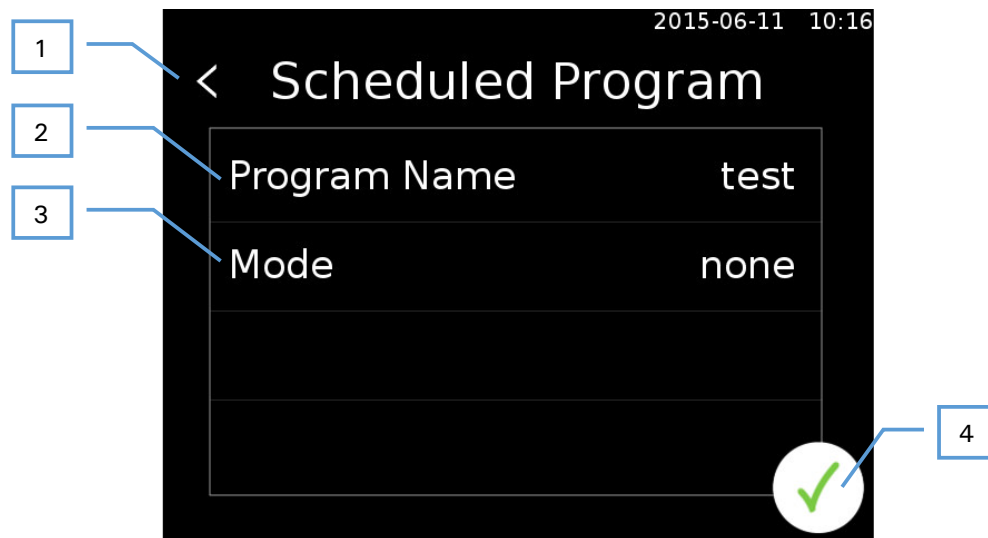 2015-06-11 10:16
1
< Scheduled Program
2
Program Name test
3
Mode none
4